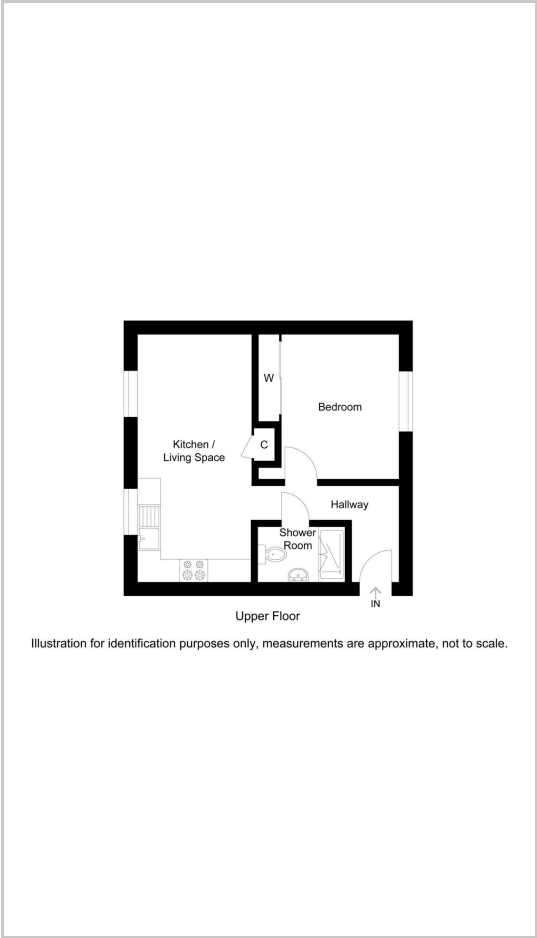 W
Bedroom
Kitchen /
Living Space
C
Hallway
Shower
Room
IN
Upper Floor
Illustration for identification purposes only, measurements are approximate, not to scale.